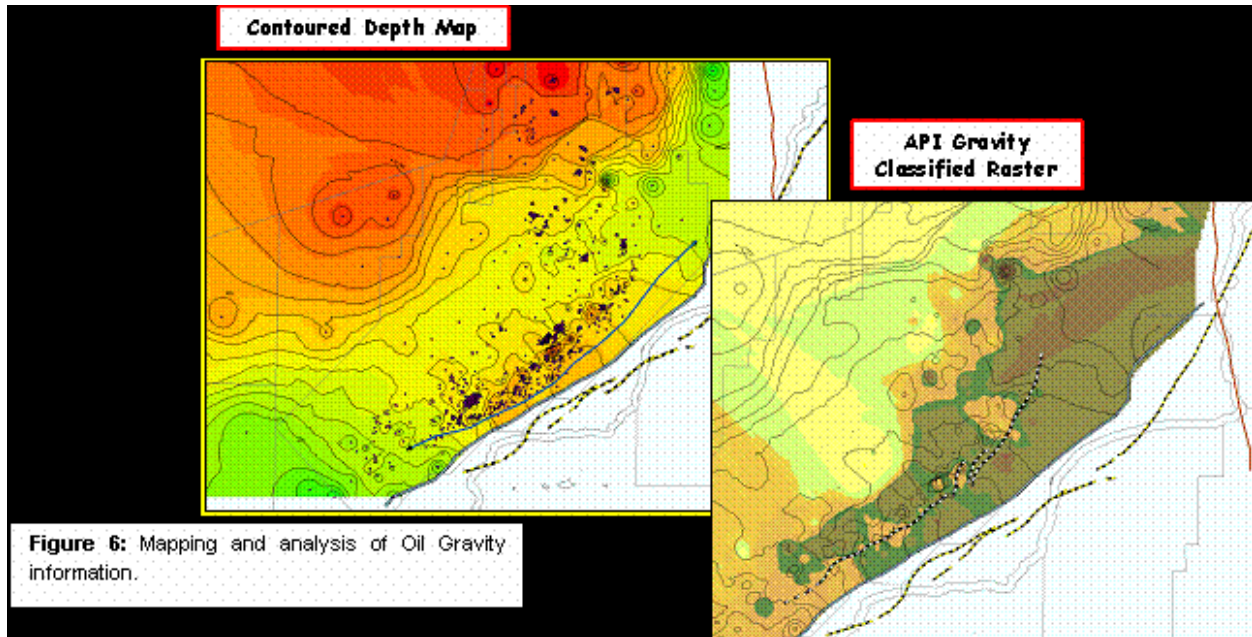 Contoured Depth Map
API Gravity
Classified Raster
Figure 6: Mapping and analysis of Oil Gravity
information.